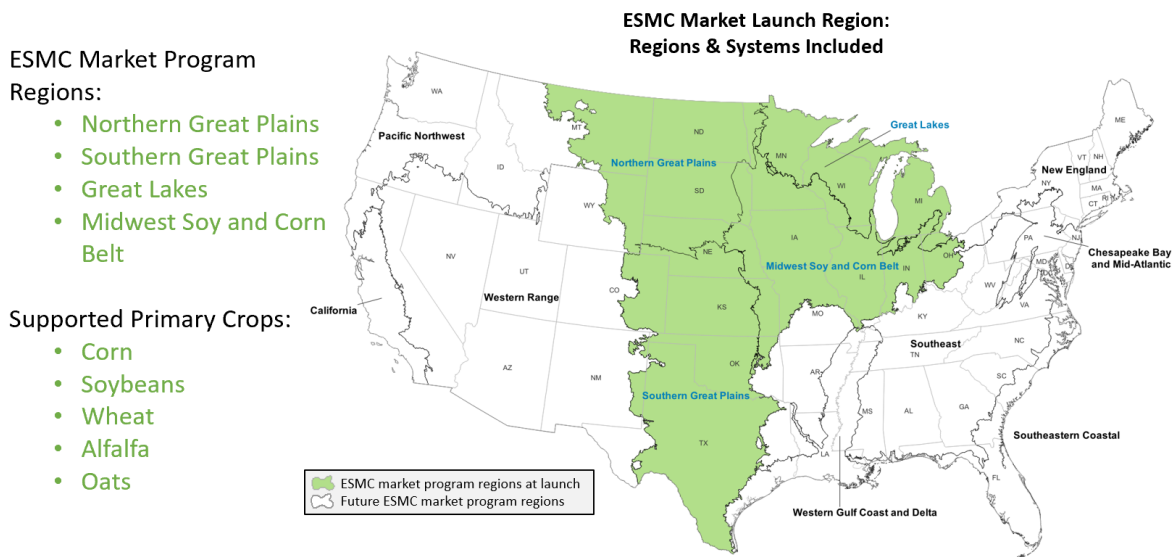 ESMC Market Launch Region:
Regions & Systems Included
ESMC Market Program
Regions:
• Northern Great Plains
• Southern Great Plains
• Great Lakes
• Midwest Soy and Corn
Belt
Supported Primary Crops:
• Corn
• Soybeans
• Wheat
• Alfalfa
• Oats
WA
MT
ND
MN
ME
Great Lakes
Pacific Northwest
ID
Northern Great Plains
WI
VT
NH
New England
NY
SD
WY
MI
MA
CT
IA
PA
NJ
Chesapeake Bay
and Mid-Atlantic
NV
UT
NE
Midwest Soy and Corn Belt
IL
IN
OH
MD
WV
VA
CO
Western Range
KS
MO
KY
California
CA
Southeast
TN
NC
AZ
NM
OK
AR
SC
Southern Great Plains
MS
AL
GA
Southeastern Coastal
TX
LA
FL
Western Gulf Coast and Delta
ESMC market program regions at launch
Future ESMC market program regions